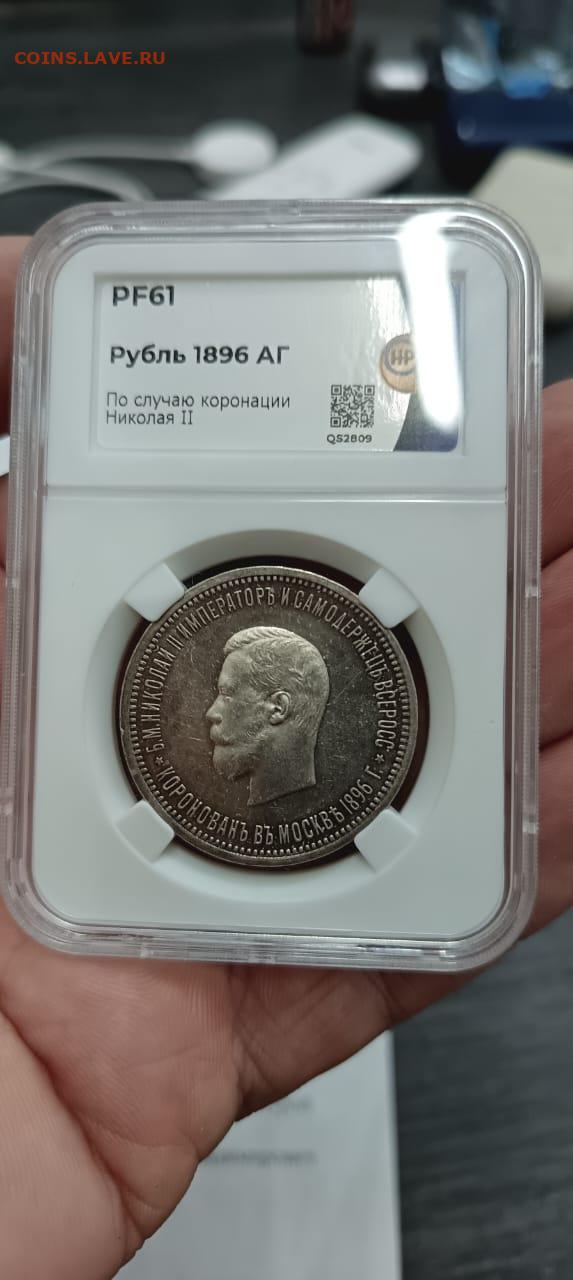 COINS.LAVE.RU
PF61
Рубль 1896 АГ
НР
По случаю коронации
Николая II
QS2809
Б.М.НИКОЛАЙ II ИМПЕРАТОРЪ И САМОДЕРЖЕЦЪ ВСЕРОСС
* КОРОНОВАНЪ ВЪ МОСКВѢ 1896 Г. *